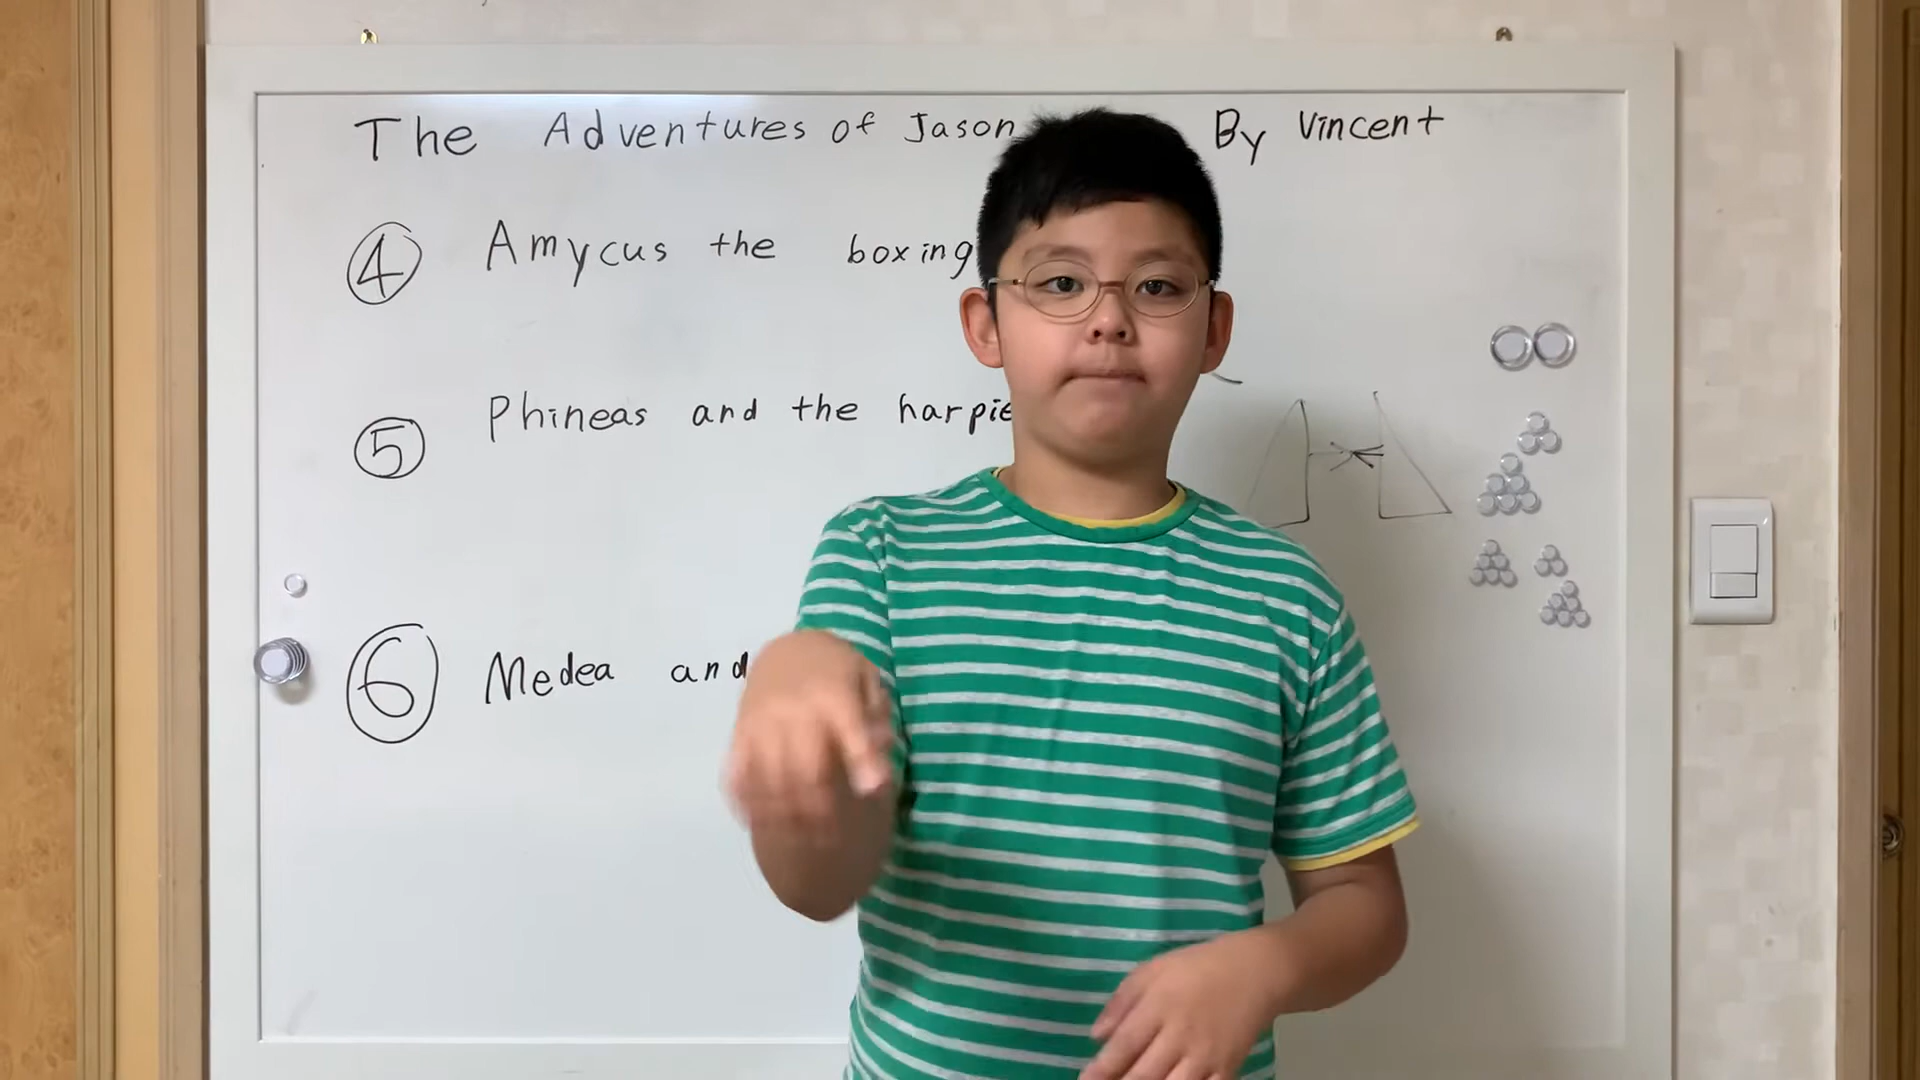 The Adventures of Jason By Vincent
④ Amycus the boxing
⑤ Phineas and the harpie
⑥ Medea and